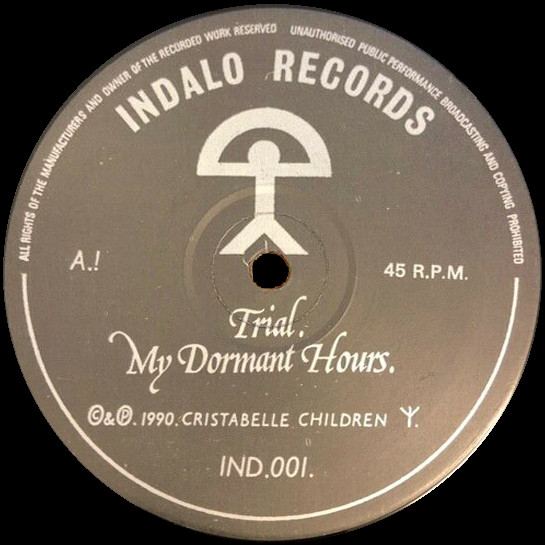 ALL RIGHTS OF THE MANUFACTURERS AND OWNER OF THE RECORDED WORK RESERVED UNAUTHORISED PUBLIC PERFORMANCE BROADCASTING AND COPYING PROHIBITED
INDALO RECORDS
A.!
45 R.P.M.
Trial.
My Dormant Hours.
©&℗.1990.CRISTABELLE CHILDREN
IND.001.